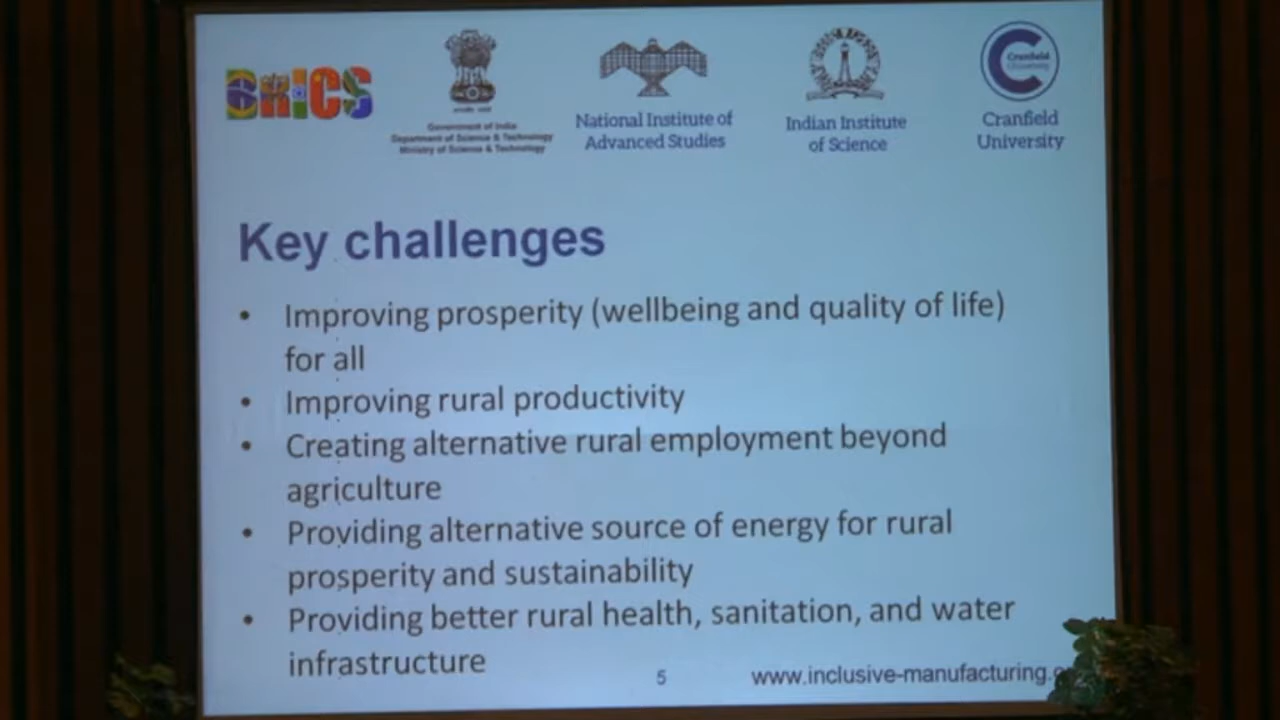 BRICS
Government of India
Department of Science & Technology
Ministry of Science & Technology
National Institute of
Advanced Studies
Indian Institute
of Science
Cranfield
University
Cranfield
University
Key challenges
• Improving prosperity (wellbeing and quality of life)
for all
• Improving rural productivity
• Creating alternative rural employment beyond
agriculture
• Providing alternative source of energy for rural
prosperity and sustainability
• Providing better rural health, sanitation, and water
infrastructure
5
www.inclusive-manufacturing.